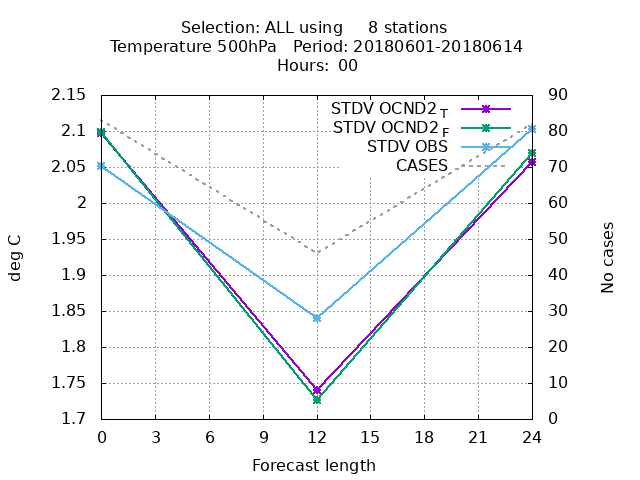 Selection: ALL using     8 stations
Temperature 500hPa   Period: 20180601-20180614
Hours:  00
STDV OCND2 T
STDV OCND2 F
STDV OBS
CASES
2.15
2.1
2.05
2
1.95
1.9
1.85
1.8
1.75
1.7
deg C
90
80
70
60
50
40
30
20
10
0
No cases
0 3 6 9 12 15 18 21 24
Forecast length